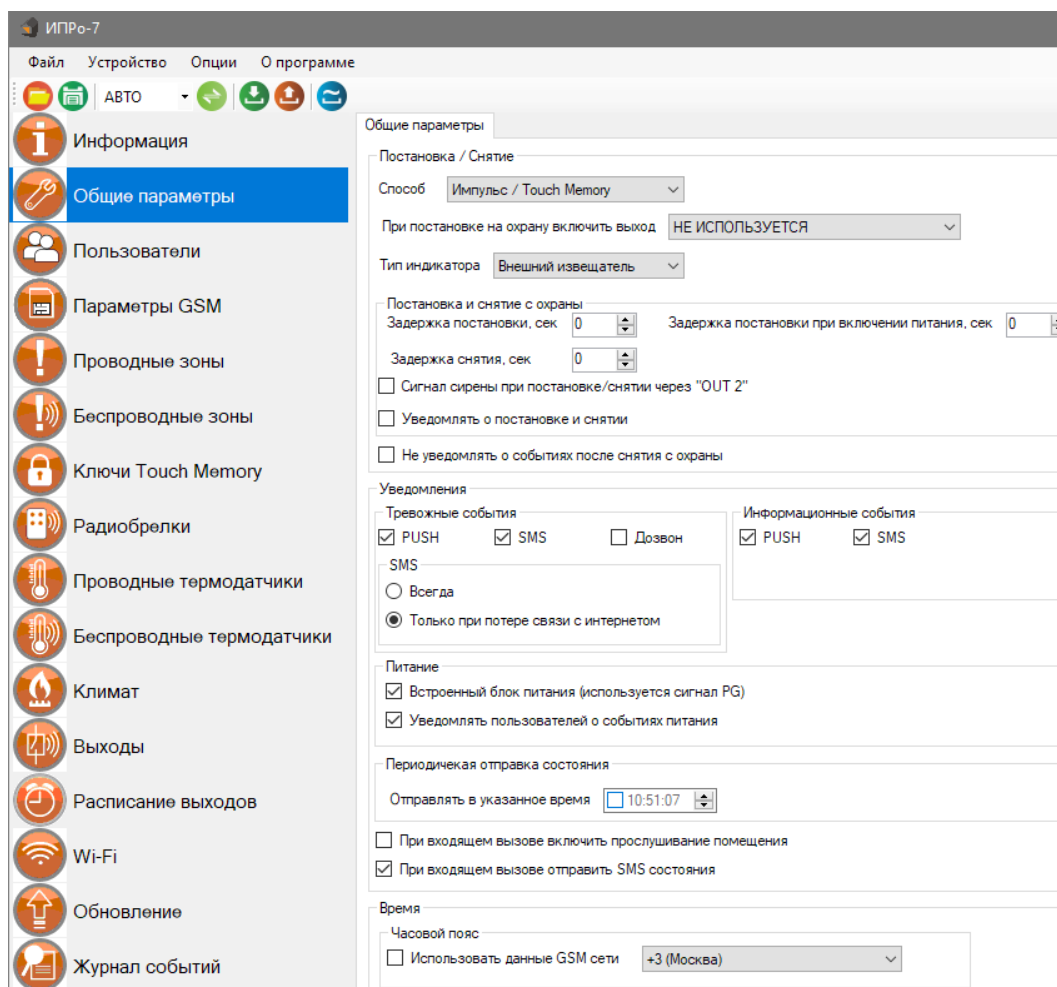 ИПРо-7
Файл Устройство Опции О программе
АВТО
Информация
Общие параметры
Пользователи
Параметры GSM
Проводные зоны
Беспроводные зоны
Ключи Touch Memory
Радиобрелки
Проводные термодатчики
Беспроводные термодатчики
Климат
Выходы
Расписание выходов
Wi-Fi
Обновление
Журнал событий
Общие параметры
Постановка / Снятие
Способ Импульс / Touch Memory
При постановке на охрану включить выход НЕ ИСПОЛЬЗУЕТСЯ
Тип индикатора Внешний извещатель
Постановка и снятие с охраны
Задержка постановки, сек 0 Задержка постановки при включении питания, сек 0
Задержка снятия, сек 0
Сигнал сирены при постановке/снятии через "OUT 2"
Уведомлять о постановке и снятии
Не уведомлять о событиях после снятия с охраны
Уведомления
Тревожные события Информационные события
PUSH SMS Дозвон PUSH SMS
SMS
Всегда
Только при потере связи с интернетом
Питание
Встроенный блок питания (используется сигнал PG)
Уведомлять пользователей о событиях питания
Периодичекая отправка состояния
Отправлять в указанное время 10:51:07
При входящем вызове включить прослушивание помещения
При входящем вызове отправить SMS состояния
Время
Часовой пояс
Использовать данные GSM сети +3 (Москва)